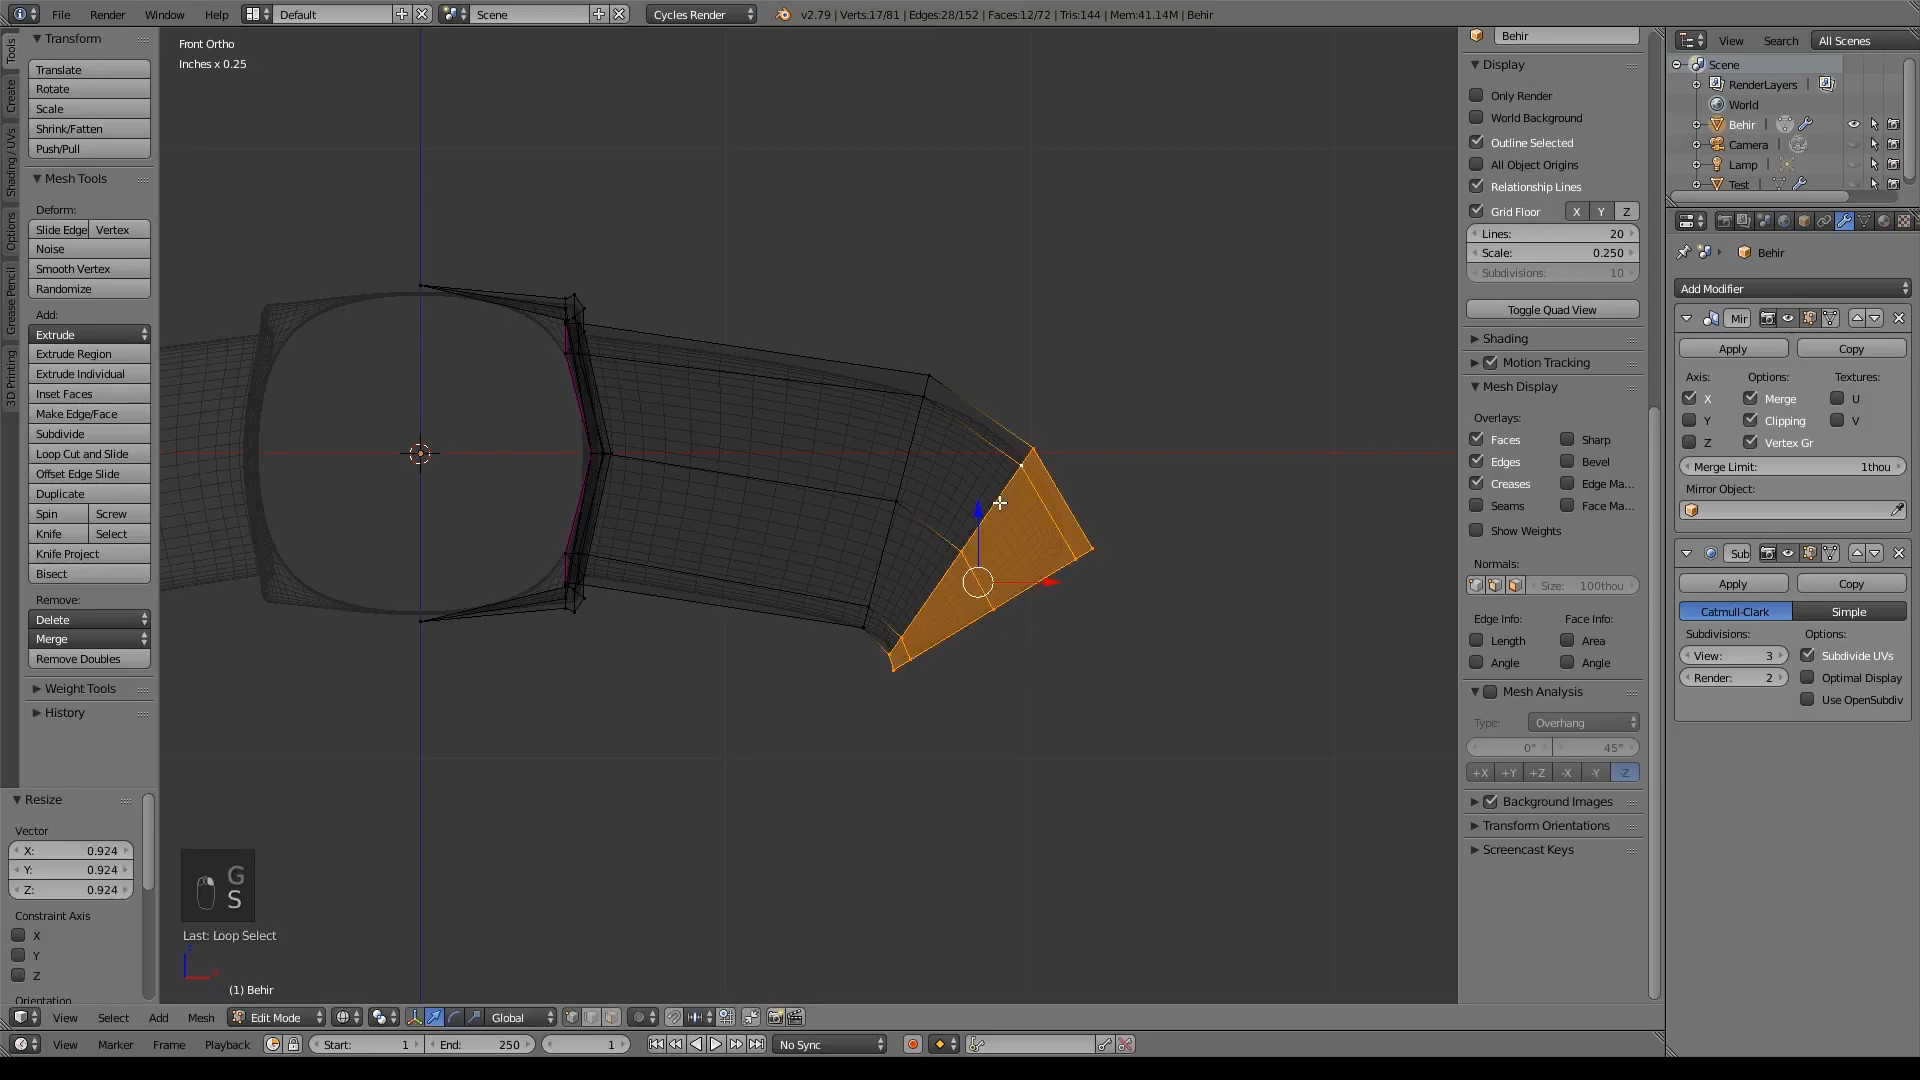 File Render Window Help Default Scene Cycles Render v2.79 | Verts:17/81 | Edges:28/152 | Faces:12/72 | Tris:144 | Mem:41.14M | Behir
Tools
Create
Shading / UVs
Options
Grease Pencil
3D Printing
Transform
Translate
Rotate
Scale
Shrink/Fatten
Push/Pull
Mesh Tools
Deform:
Slide Edge Vertex
Noise
Smooth Vertex
Randomize
Add:
Extrude
Extrude Region
Extrude Individual
Inset Faces
Make Edge/Face
Subdivide
Loop Cut and Slide
Offset Edge Slide
Duplicate
Spin Screw
Knife Select
Knife Project
Bisect
Remove:
Delete
Merge
Remove Doubles
Weight Tools
History
Resize
Vector
X: 0.924
Y: 0.924
Z: 0.924
Constraint Axis
X
Y
Z
Orientation
Front Ortho
Inches x 0.25
G
S
Last: Loop Select
(1) Behir
Behir
Display
Only Render
World Background
Outline Selected
All Object Origins
Relationship Lines
Grid Floor X Y Z
Lines: 20
Scale: 0.250
Subdivisions: 10
Toggle Quad View
Shading
Motion Tracking
Mesh Display
Overlays:
Faces Sharp
Edges Bevel
Creases Edge Ma...
Seams Face Ma...
Show Weights
Normals:
Size: 100thou
Edge Info: Face Info:
Length Area
Angle Angle
Mesh Analysis
Type: Overhang
0° 45°
+X +Y +Z -X -Y -Z
Background Images
Transform Orientations
Screencast Keys
View Search All Scenes
Scene
RenderLayers |
World
Behir
Camera
Lamp
Test
Behir
Add Modifier
Mir
Apply Copy
Axis: Options: Textures:
X Merge U
Y Clipping V
Z Vertex Gr
Merge Limit: 1thou
Mirror Object:
Sub
Apply Copy
Catmull-Clark Simple
Subdivisions: Options:
View: 3 Subdivide UVs
Render: 2 Optimal Display
Use OpenSubdiv
View Select Add Mesh Edit Mode Global
View Marker Frame Playback Start: 1 End: 250 1 No Sync